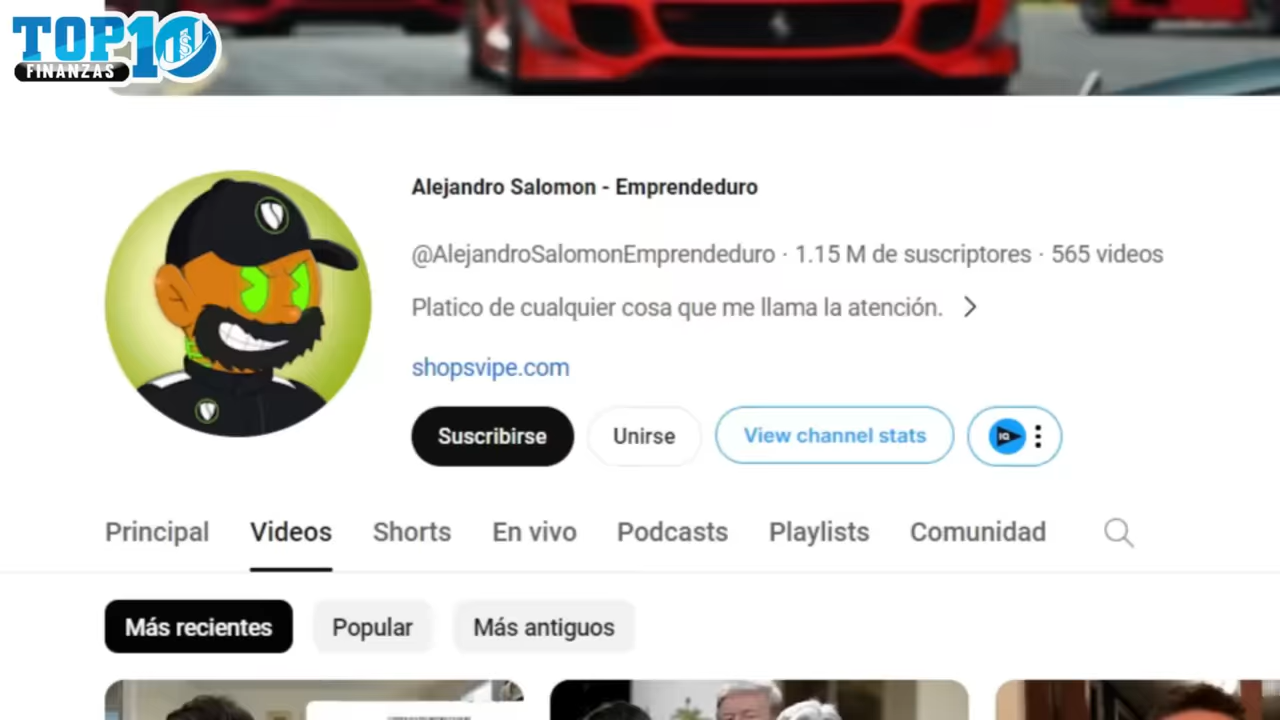 TOP 10
FINANZAS
Alejandro Salomon - Emprendeduro
@AlejandroSalomonEmprendeduro · 1.15 M de suscriptores · 565 videos
Platico de cualquier cosa que me llama la atención.
shopsvipe.com
Suscribirse Unirse View channel stats IQ
Principal Videos Shorts En vivo Podcasts Playlists Comunidad
Más recientes Popular Más antiguos